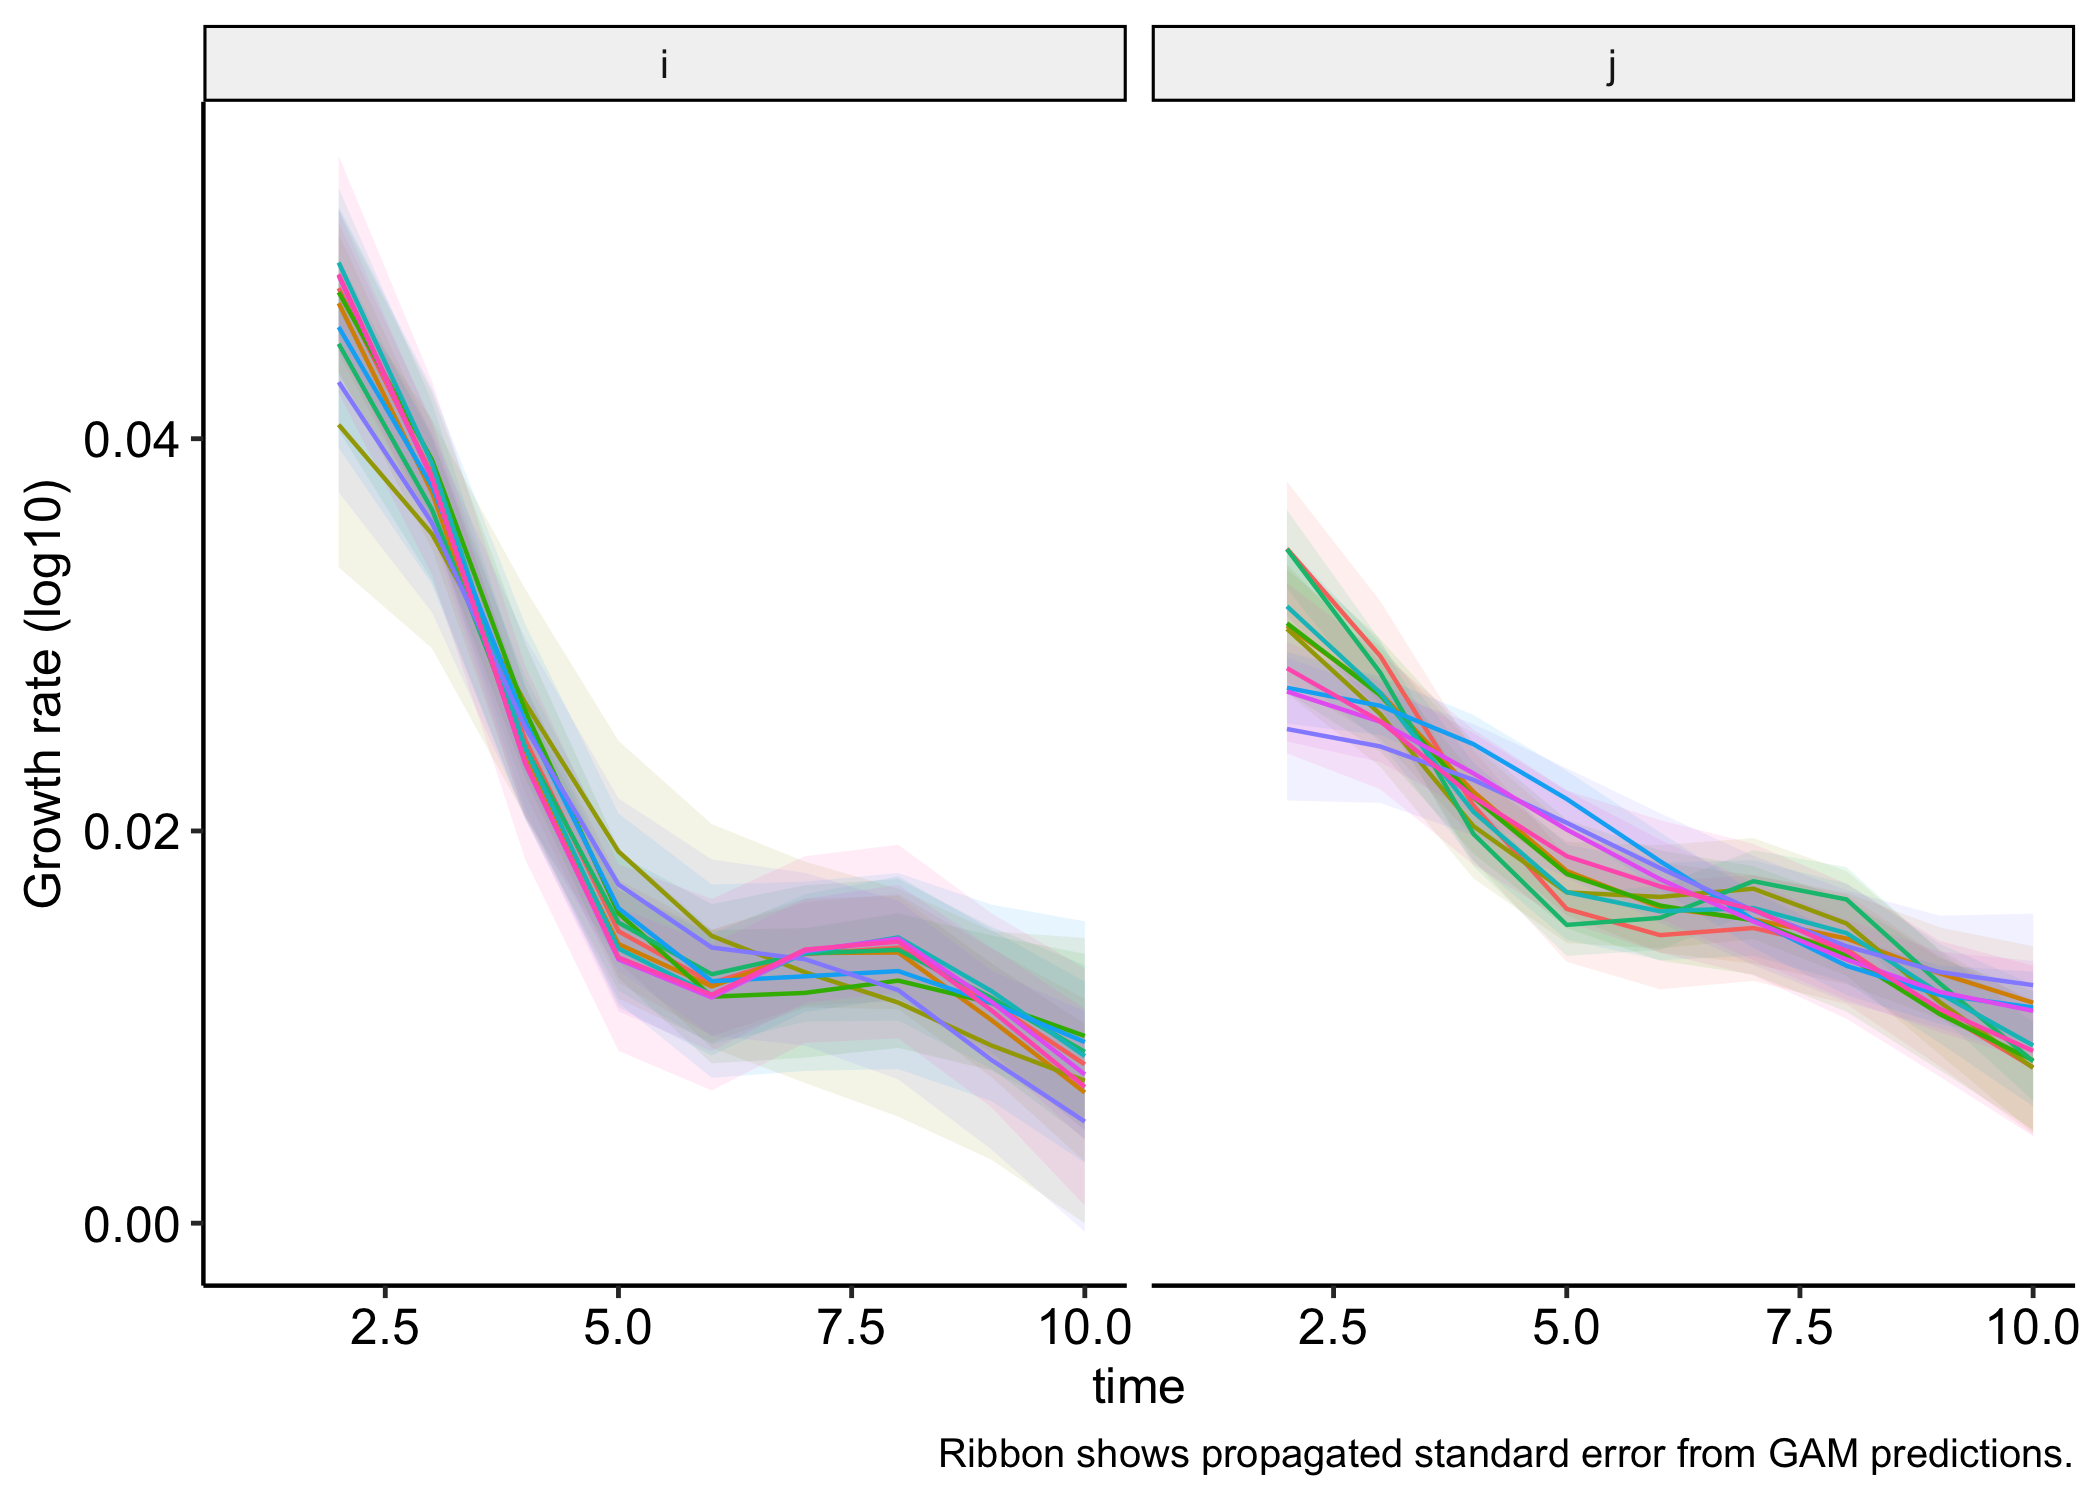 i
j
Growth rate (log10)
0.04
0.02
0.00
2.5 5.0 7.5 10.0
2.5 5.0 7.5 10.0
time
Ribbon shows propagated standard error from GAM predictions.